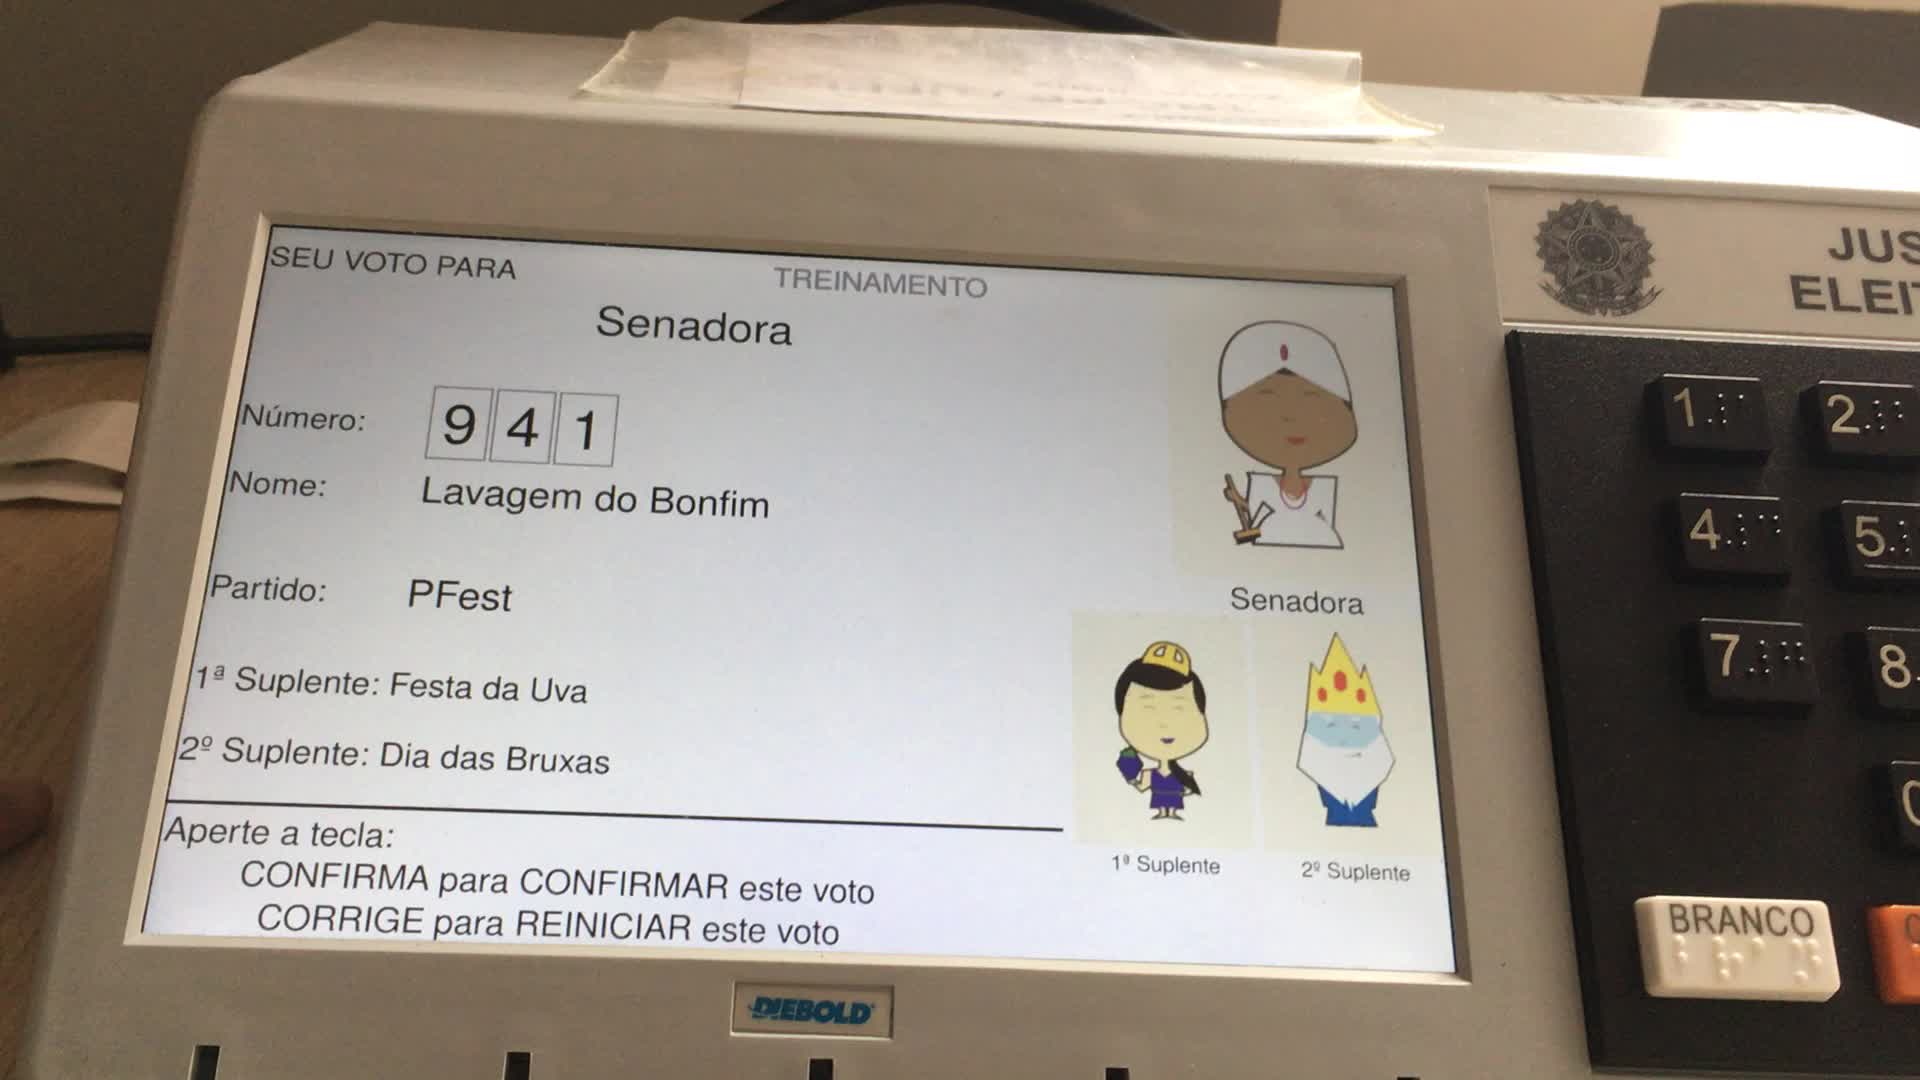 SEU VOTO PARA
TREINAMENTO
Senadora
Número: 9 4 1
Nome: Lavagem do Bonfim
Partido: PFest
1ª Suplente: Festa da Uva
2º Suplente: Dia das Bruxas
Aperte a tecla:
CONFIRMA para CONFIRMAR este voto
CORRIGE para REINICIAR este voto
Senadora
1ª Suplente
2º Suplente
DIEBOLD
JUS
ELEI
1 2
4 5
7 8
BRANCO